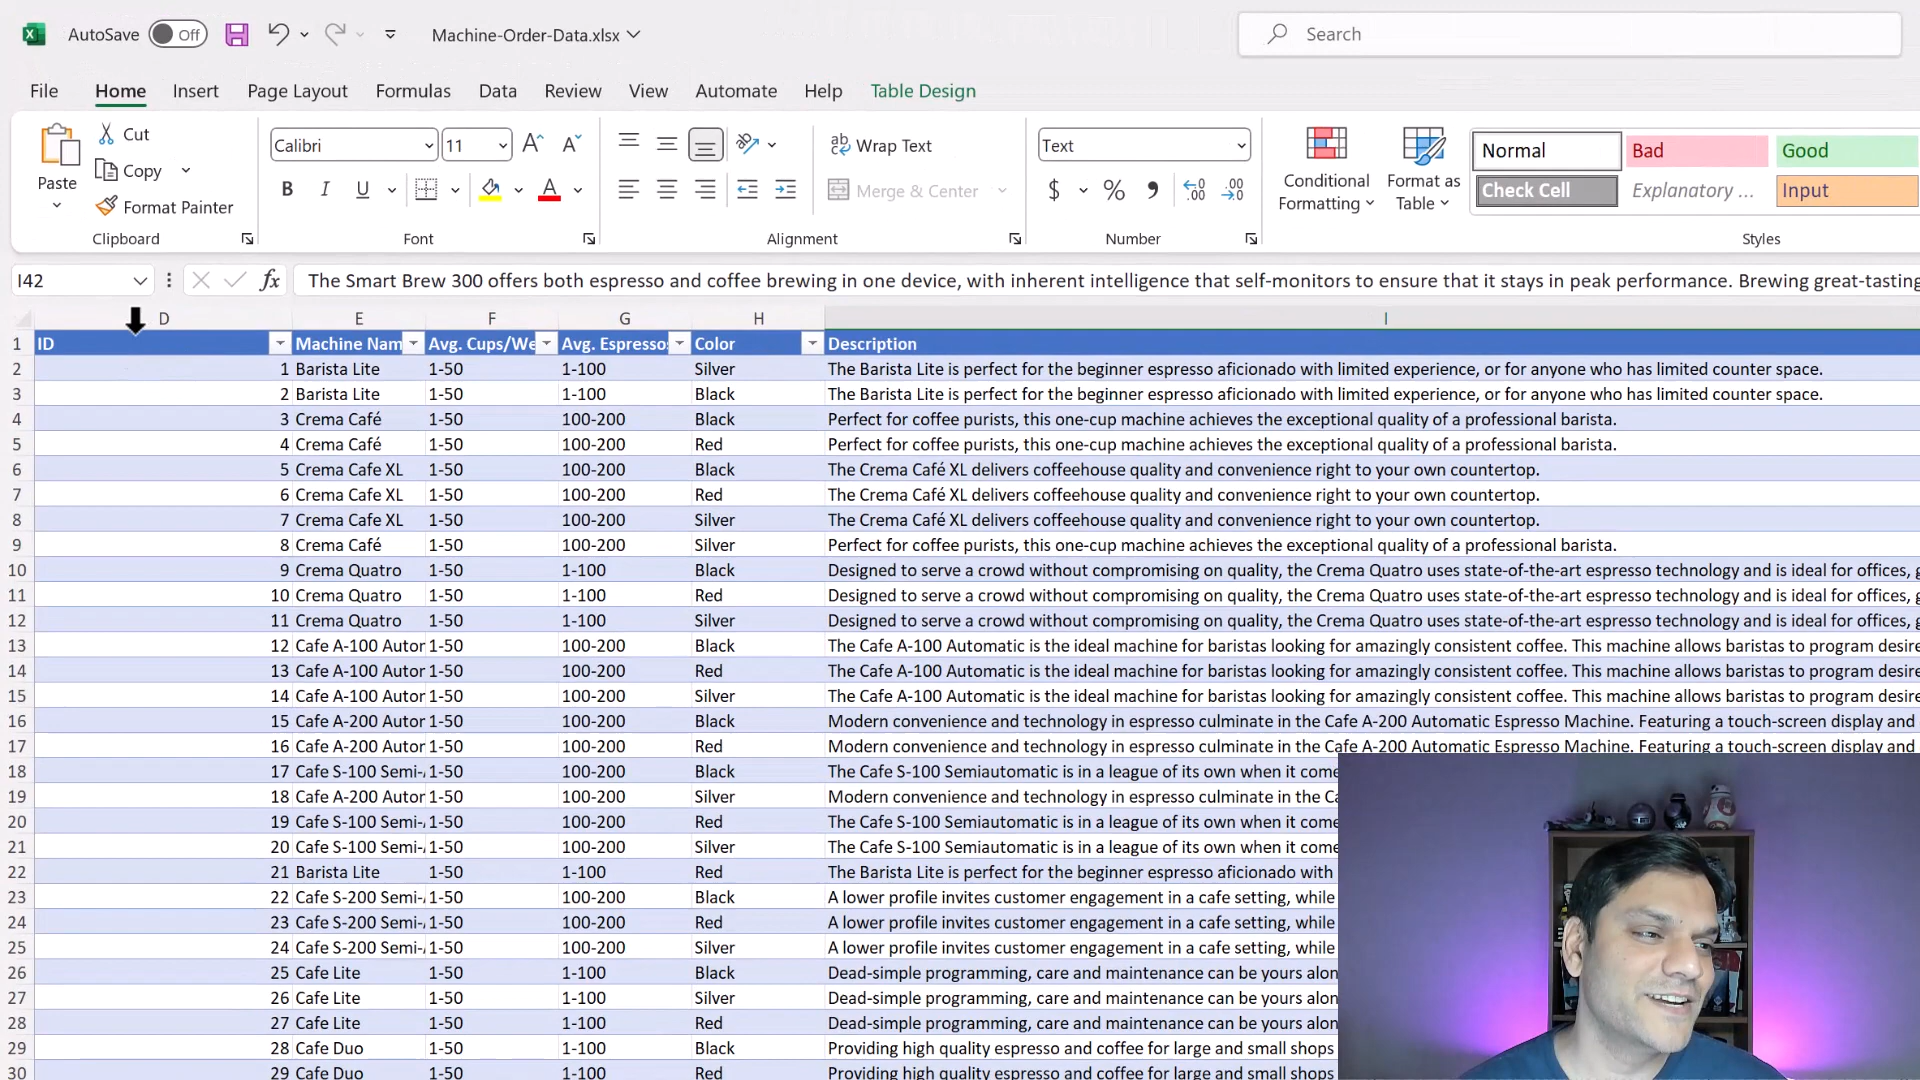 AutoSave Off Machine-Order-Data.xlsx Search
File Home Insert Page Layout Formulas Data Review View Automate Help Table Design
Paste
Cut
Copy
Format Painter
Clipboard
Calibri 11
B I U A
Font
Wrap Text
Merge & Center
Alignment
Text
$ %
Number
Conditional Formatting
Format as Table
Normal Bad Good
Check Cell Explanatory ... Input
Styles
I42 fx The Smart Brew 300 offers both espresso and coffee brewing in one device, with inherent intelligence that self-monitors to ensure that it stays in peak performance. Brewing great-tasting
D E F G H I
1 ID Machine Nam Avg. Cups/We Avg. Espresso Color Description
2 1 Barista Lite 1-50 1-100 Silver The Barista Lite is perfect for the beginner espresso aficionado with limited experience, or for anyone who has limited counter space.
3 2 Barista Lite 1-50 1-100 Black The Barista Lite is perfect for the beginner espresso aficionado with limited experience, or for anyone who has limited counter space.
4 3 Crema Café 1-50 100-200 Black Perfect for coffee purists, this one-cup machine achieves the exceptional quality of a professional barista.
5 4 Crema Café 1-50 100-200 Red Perfect for coffee purists, this one-cup machine achieves the exceptional quality of a professional barista.
6 5 Crema Cafe XL 1-50 100-200 Black The Crema Café XL delivers coffeehouse quality and convenience right to your own countertop.
7 6 Crema Cafe XL 1-50 100-200 Red The Crema Café XL delivers coffeehouse quality and convenience right to your own countertop.
8 7 Crema Cafe XL 1-50 100-200 Silver The Crema Café XL delivers coffeehouse quality and convenience right to your own countertop.
9 8 Crema Café 1-50 100-200 Silver Perfect for coffee purists, this one-cup machine achieves the exceptional quality of a professional barista.
10 9 Crema Quatro 1-50 1-100 Black Designed to serve a crowd without compromising on quality, the Crema Quatro uses state-of-the-art espresso technology and is ideal for offices, g
11 10 Crema Quatro 1-50 1-100 Red Designed to serve a crowd without compromising on quality, the Crema Quatro uses state-of-the-art espresso technology and is ideal for offices, g
12 11 Crema Quatro 1-50 1-100 Silver Designed to serve a crowd without compromising on quality, the Crema Quatro uses state-of-the-art espresso technology and is ideal for offices, g
13 12 Cafe A-100 Autor 1-50 100-200 Black The Cafe A-100 Automatic is the ideal machine for baristas looking for amazingly consistent coffee. This machine allows baristas to program desire
14 13 Cafe A-100 Autor 1-50 100-200 Red The Cafe A-100 Automatic is the ideal machine for baristas looking for amazingly consistent coffee. This machine allows baristas to program desire
15 14 Cafe A-100 Autor 1-50 100-200 Silver The Cafe A-100 Automatic is the ideal machine for baristas looking for amazingly consistent coffee. This machine allows baristas to program desire
16 15 Cafe A-200 Autor 1-50 100-200 Black Modern convenience and technology in espresso culminate in the Cafe A-200 Automatic Espresso Machine. Featuring a touch-screen display and
17 16 Cafe A-200 Autor 1-50 100-200 Red Modern convenience and technology in espresso culminate in the Cafe A-200 Automatic Espresso Machine. Featuring a touch-screen display and
18 17 Cafe S-100 Semi- 1-50 100-200 Black The Cafe S-100 Semiautomatic is in a league of its own when it come
19 18 Cafe A-200 Autor 1-50 100-200 Silver Modern convenience and technology in espresso culminate in the Ca
20 19 Cafe S-100 Semi- 1-50 100-200 Red The Cafe S-100 Semiautomatic is in a league of its own when it come
21 20 Cafe S-100 Semi- 1-50 100-200 Silver The Cafe S-100 Semiautomatic is in a league of its own when it come
22 21 Barista Lite 1-50 1-100 Red The Barista Lite is perfect for the beginner espresso aficionado with
23 22 Cafe S-200 Semi- 1-50 100-200 Black A lower profile invites customer engagement in a cafe setting, while
24 23 Cafe S-200 Semi- 1-50 100-200 Red A lower profile invites customer engagement in a cafe setting, while
25 24 Cafe S-200 Semi- 1-50 100-200 Silver A lower profile invites customer engagement in a cafe setting, while
26 25 Cafe Lite 1-50 1-100 Black Dead-simple programming, care and maintenance can be yours alon
27 26 Cafe Lite 1-50 1-100 Silver Dead-simple programming, care and maintenance can be yours alon
28 27 Cafe Lite 1-50 1-100 Red Dead-simple programming, care and maintenance can be yours alon
29 28 Cafe Duo 1-50 1-100 Black Providing high quality espresso and coffee for large and small shops
30 29 Cafe Duo 1-50 1-100 Red Providing high quality espresso and coffee for large and small shops